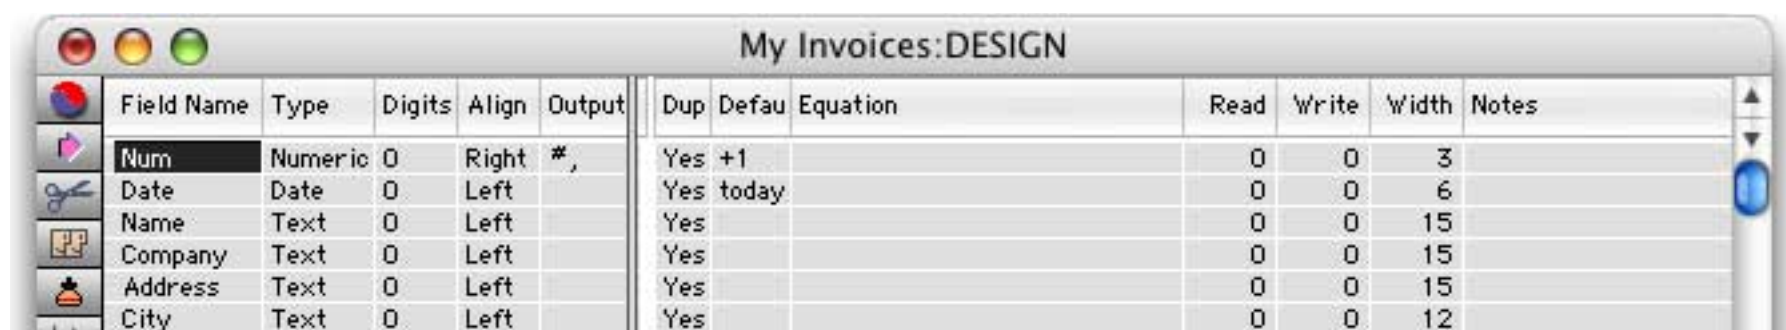 My Invoices:DESIGN
Field Name Type Digits Align Output Dup Defau Equation Read Write Width Notes
Num Numeric 0 Right #, Yes +1 0 0 3
Date Date 0 Left Yes today 0 0 6
Name Text 0 Left Yes 0 0 15
Company Text 0 Left Yes 0 0 15
Address Text 0 Left Yes 0 0 15
City Text 0 Left Yes 0 0 12